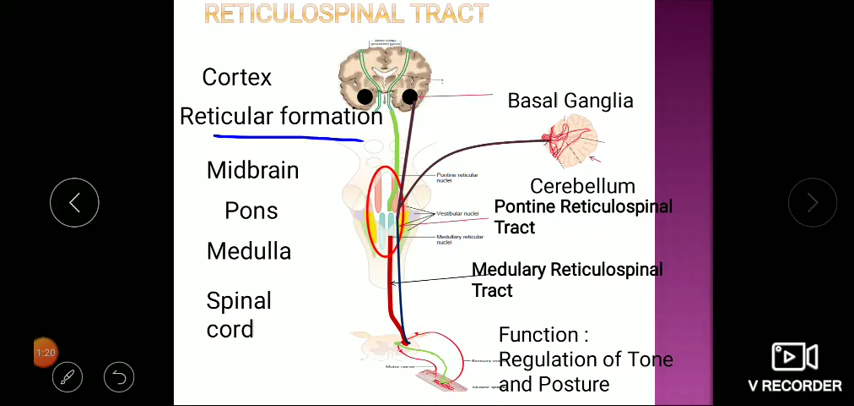 RETICULOSPINAL TRACT
Cortex
Reticular formation
Midbrain
Pons
Medulla
Spinal
cord
Basal Ganglia
Cerebellum
Pontine reticular
nuclei
Vestibular nuclei
Medullary reticular
nuclei
Pontine Reticulospinal
Tract
Medulary Reticulospinal
Tract
Function :
Regulation of Tone
and Posture
1:20
V RECORDER